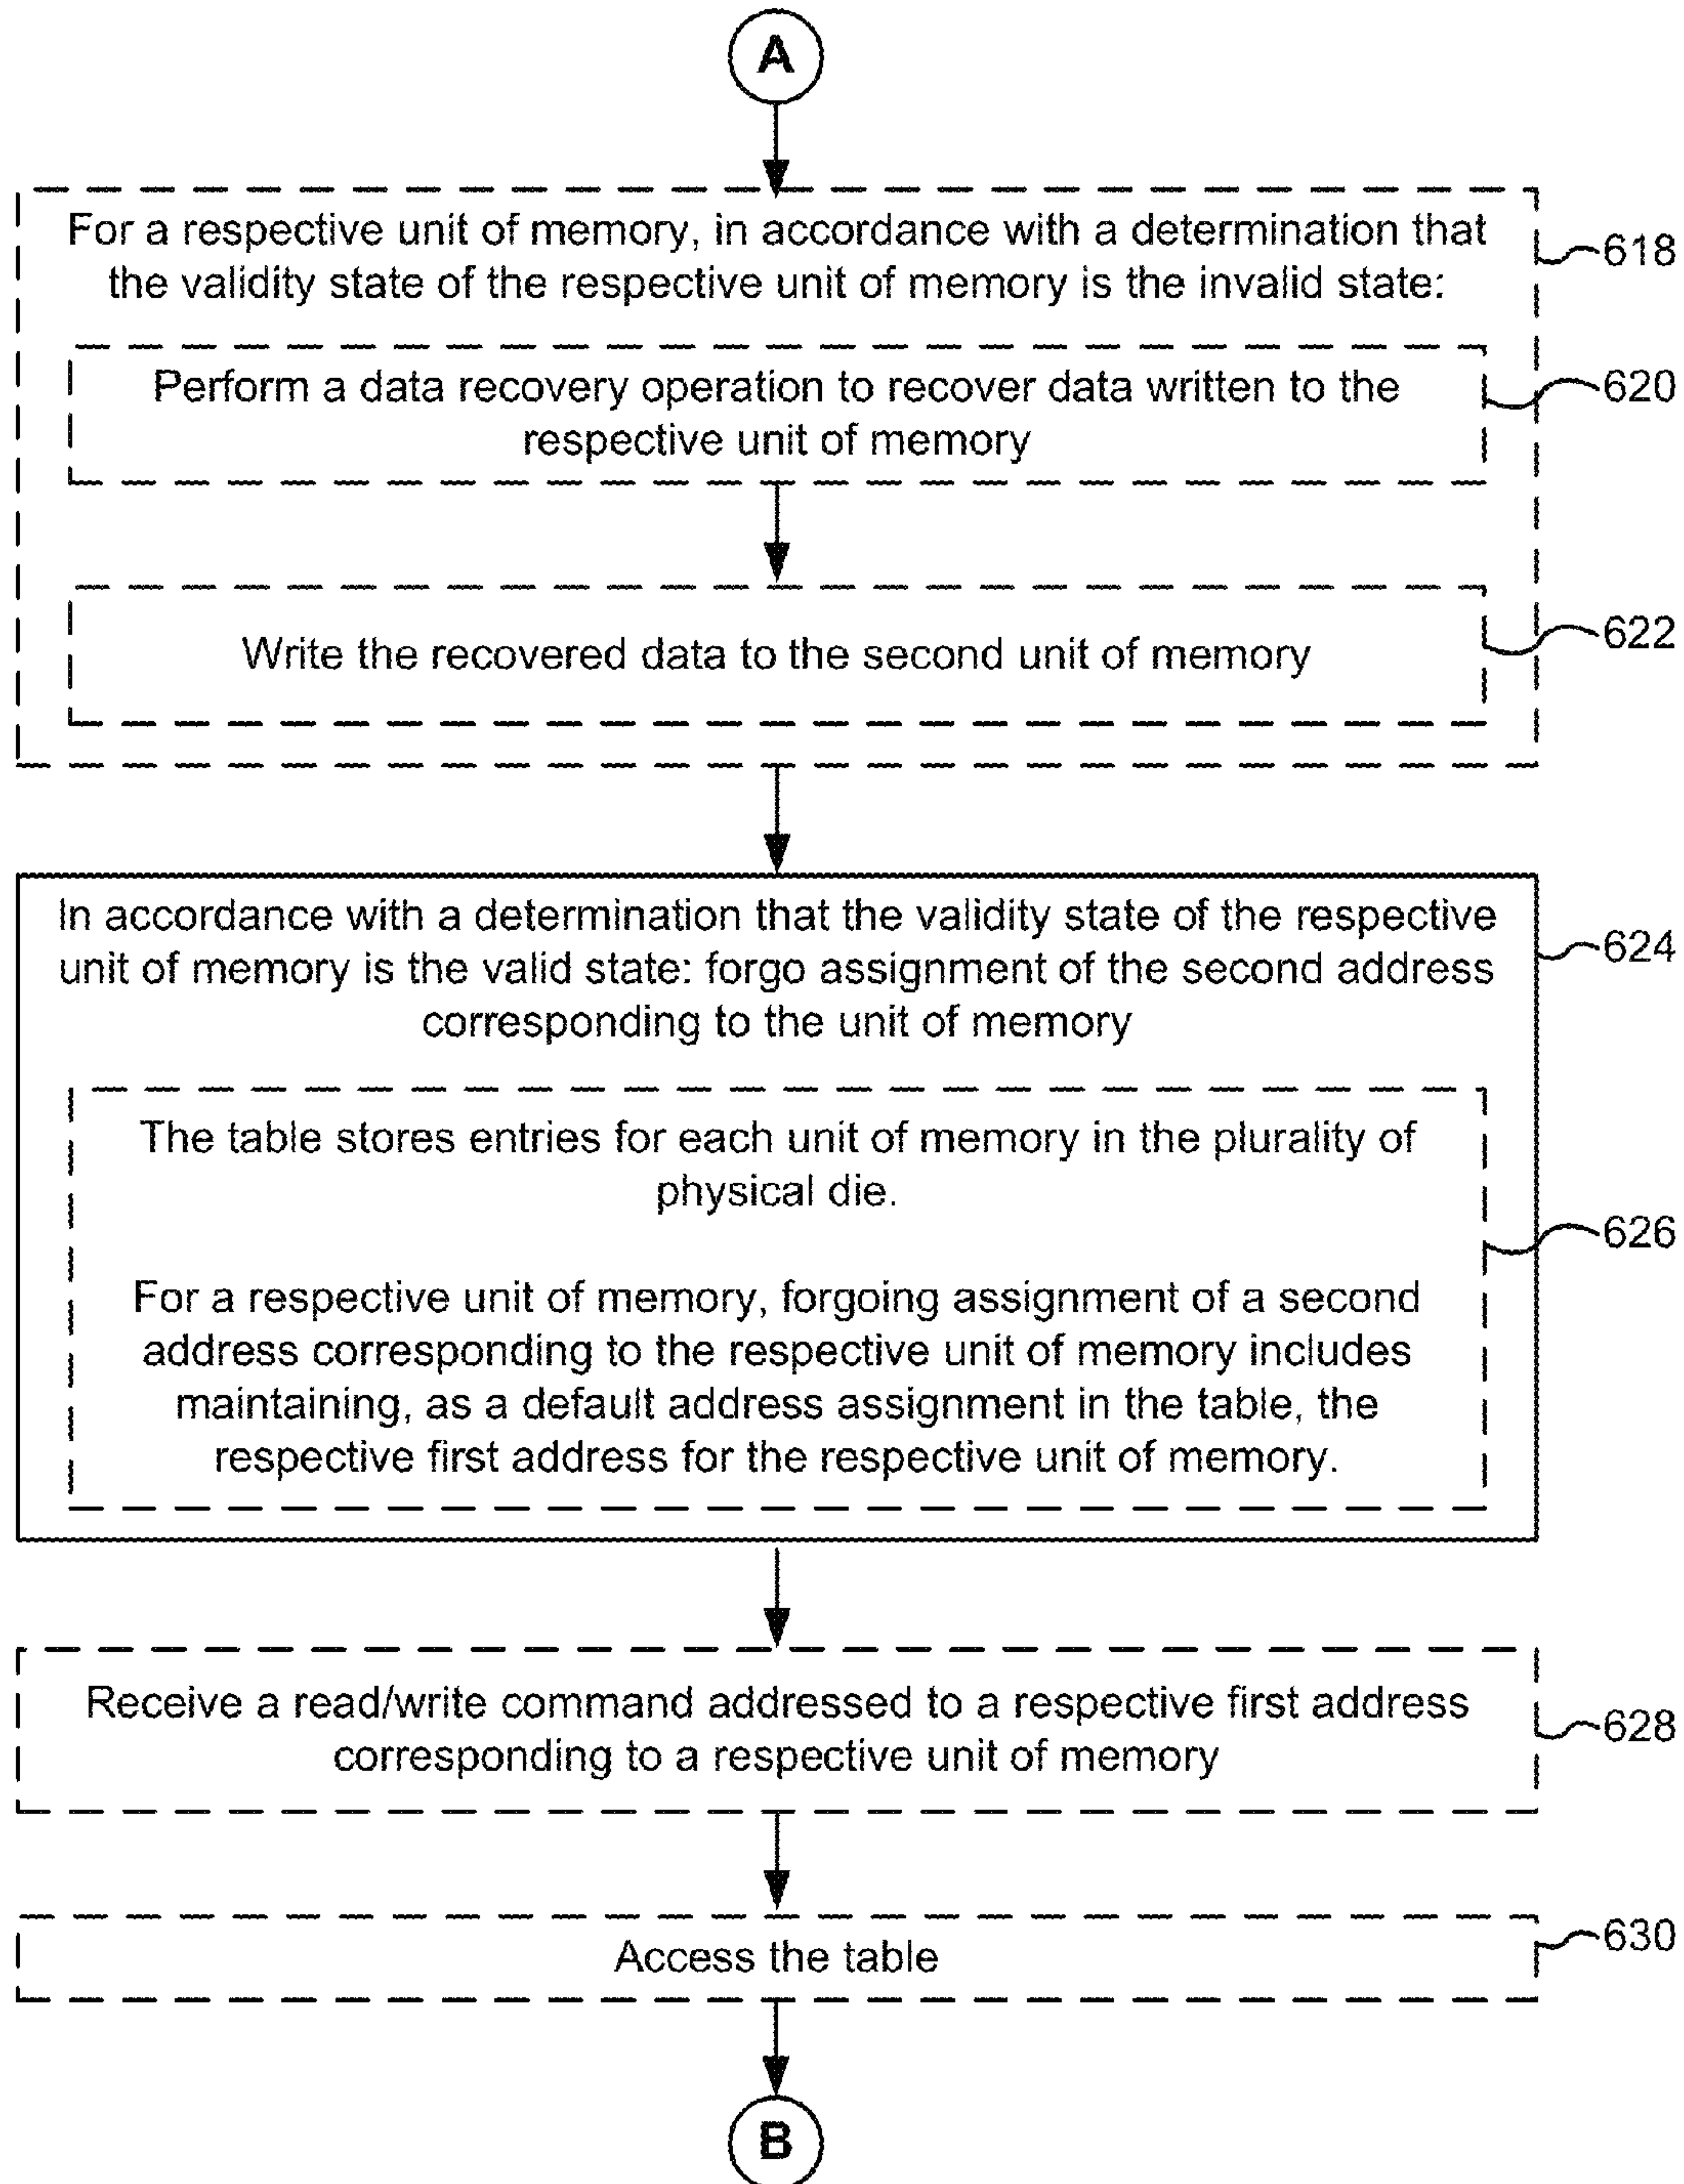 A
For a respective unit of memory, in accordance with a determination that
the validity state of the respective unit of memory is the invalid state:
618
Perform a data recovery operation to recover data written to the
respective unit of memory
620
Write the recovered data to the second unit of memory
622
In accordance with a determination that the validity state of the respective
unit of memory is the valid state: forgo assignment of the second address
corresponding to the unit of memory
624
The table stores entries for each unit of memory in the plurality of
physical die.
626
For a respective unit of memory, forgoing assignment of a second
address corresponding to the respective unit of memory includes
maintaining, as a default address assignment in the table, the
respective first address for the respective unit of memory.
Receive a read/write command addressed to a respective first address
corresponding to a respective unit of memory
628
Access the table
630
B